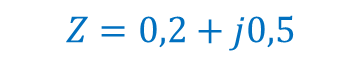 Z = 0,2 + j0,5